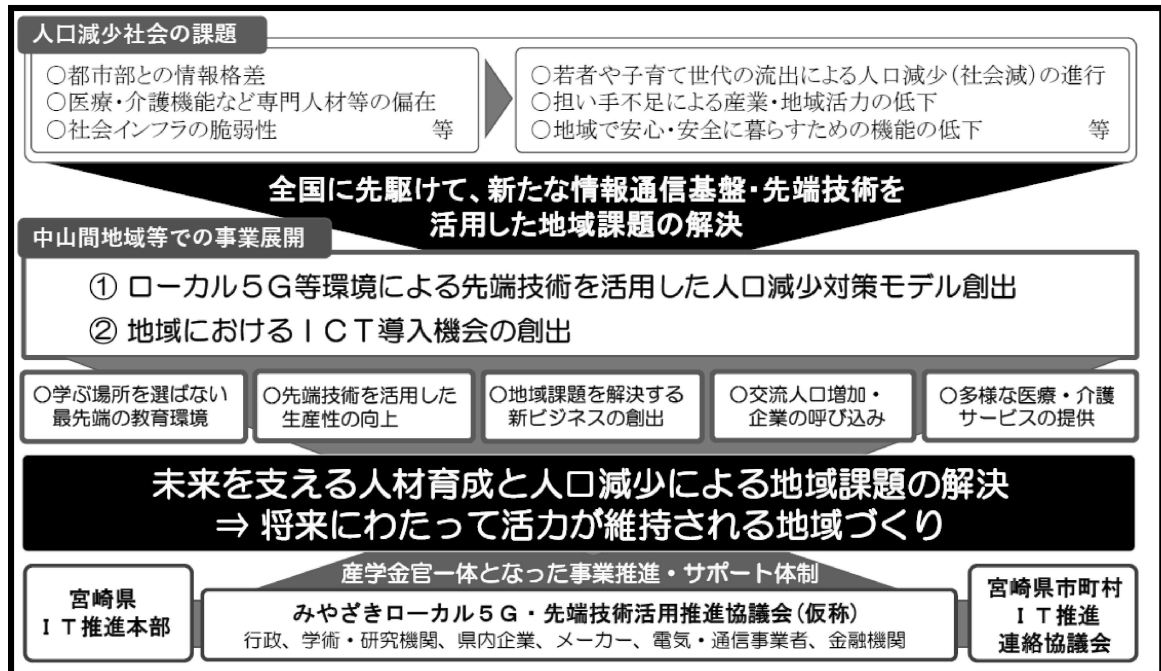 人口減少社会の課題
○都市部との情報格差
○医療・介護機能など専門人材等の偏在
○社会インフラの脆弱性 等
○若者や子育て世代の流出による人口減少(社会減)の進行
○担い手不足による産業・地域活力の低下
○地域で安心・安全に暮らすための機能の低下 等
全国に先駆けて、新たな情報通信基盤・先端技術を
活用した地域課題の解決
中山間地域等での事業展開
① ローカル5G等環境による先端技術を活用した人口減少対策モデル創出
② 地域におけるICT導入機会の創出
○学ぶ場所を選ばない
最先端の教育環境
○先端技術を活用した
生産性の向上
○地域課題を解決する
新ビジネスの創出
○交流人口増加・
企業の呼び込み
○多様な医療・介護
サービスの提供
未来を支える人材育成と人口減少による地域課題の解決
⇒ 将来にわたって活力が維持される地域づくり
産学金官一体となった事業推進・サポート体制
宮崎県
IT推進本部
みやざきローカル5G・先端技術活用推進協議会(仮称)
行政、学術・研究機関、県内企業、メーカー、電気・通信事業者、金融機関
宮崎県市町村
IT推進
連絡協議会